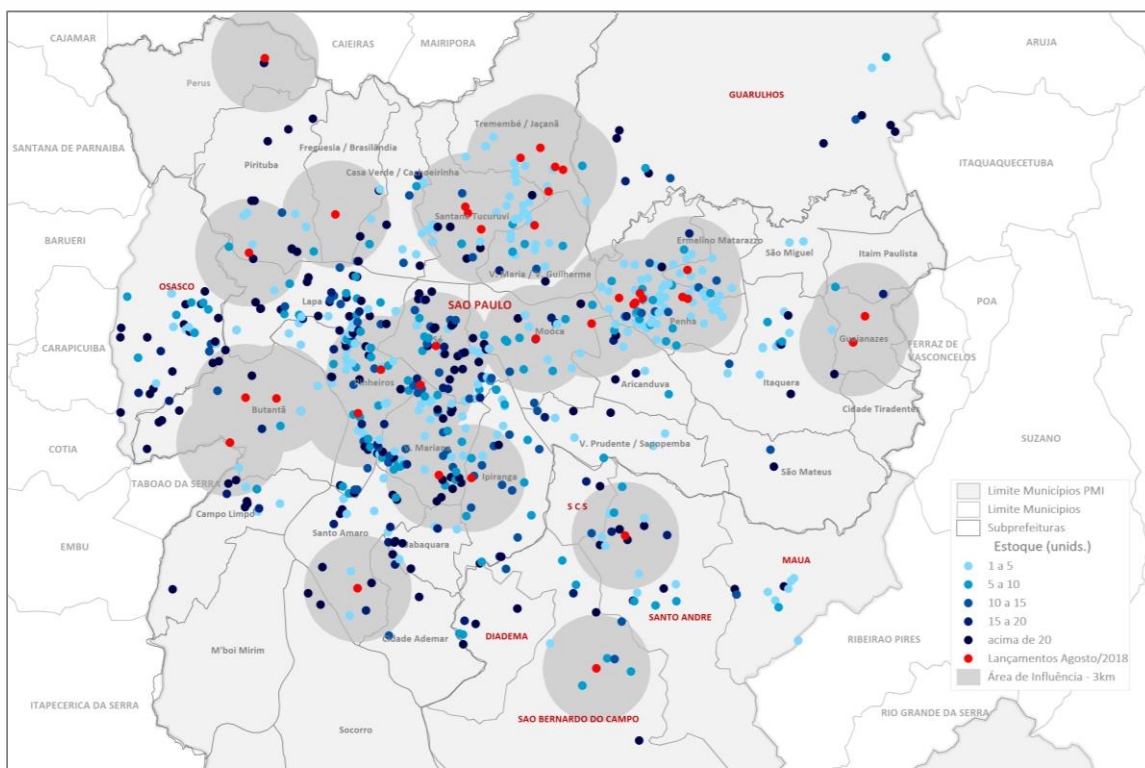 CAJAMAR
CAIEIRAS
MAIRIPORA
ARUJA
Perus
GUARULHOS
Tremembé / Jaçanã
SANTANA DE PARNAIBA
Freguesia / Brasilândia
Pirituba
Casa Verde / Cachoeirinha
ITAQUAQUECETUBA
Santana Tucuruvi
BARUERI
Ermelino Matarazzo
São Miguel
Itaim Paulista
V. Maria / V. Guilherme
OSASCO
Lapa
SAO PAULO
POA
Sé
Mooca
Penha
Guaianazes
CARAPICUIBA
FERRAZ DE
VASCONCELOS
Pinheiros
Aricanduva
Itaquera
Butantã
Cidade Tiradentes
COTIA
V. Mariana
V. Prudente / Sapopemba
SUZANO
TABOAO DA SERRA
Ipiranga
São Mateus
Campo Limpo
S C S
Santo Amaro
EMBU
Jabaquara
MAUA
SANTO ANDRE
Cidade Ademar
DIADEMA
RIBEIRAO PIRES
M'boi Mirim
ITAPECERICA DA SERRA
SAO BERNARDO DO CAMPO
RIO GRANDE DA SERRA
Socorro
Limite Municípios PMI
Limite Municipios
Subprefeituras
Estoque (unids.)
1 a 5
5 a 10
10 a 15
15 a 20
acima de 20
Lançamentos Agosto/2018
Área de Influência - 3km